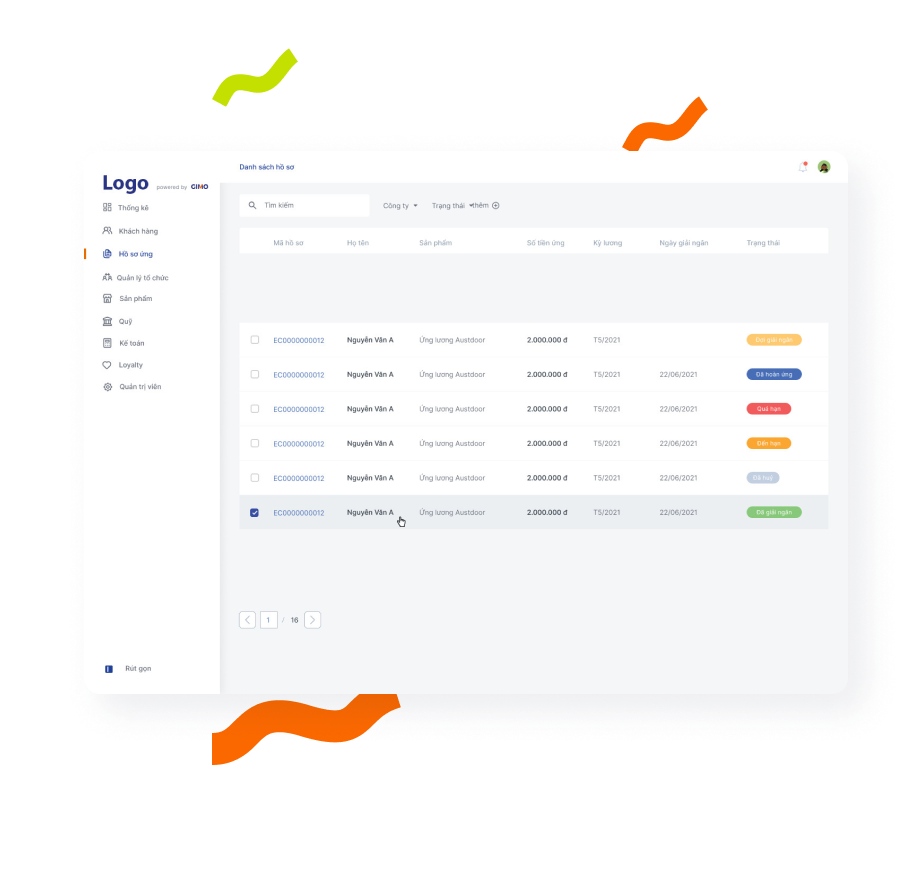 Danh sách hồ sơ
Logo powered by GIMO
Thống kê
Khách hàng
Hồ sơ ứng
Quản lý tổ chức
Sản phẩm
Quỹ
Kế toán
Loyalty
Quản trị viên
Rút gọn
Tìm kiếm Công ty Trạng thái thêm
Mã hồ sơ Họ tên Sản phẩm Số tiền ứng Kỳ lương Ngày giải ngân Trạng thái
EC0000000012 Nguyễn Văn A Ứng lương Austdoor 2.000.000 đ T5/2021 giải ngân
EC0000000012 Nguyễn Văn A Ứng lương Austdoor 2.000.000 đ T5/2021 22/06/2021 Đã hoàn ứng
EC0000000012 Nguyễn Văn A Ứng lương Austdoor 2.000.000 đ T5/2021 22/06/2021 Quá hạn
EC0000000012 Nguyễn Văn A Ứng lương Austdoor 2.000.000 đ T5/2021 22/06/2021 Đến hạn
EC0000000012 Nguyễn Văn A Ứng lương Austdoor 2.000.000 đ T5/2021 22/06/2021 Đã huỷ
EC0000000012 Nguyễn Văn A Ứng lương Austdoor 2.000.000 đ T5/2021 22/06/2021 Đã giải ngân
1 / 16